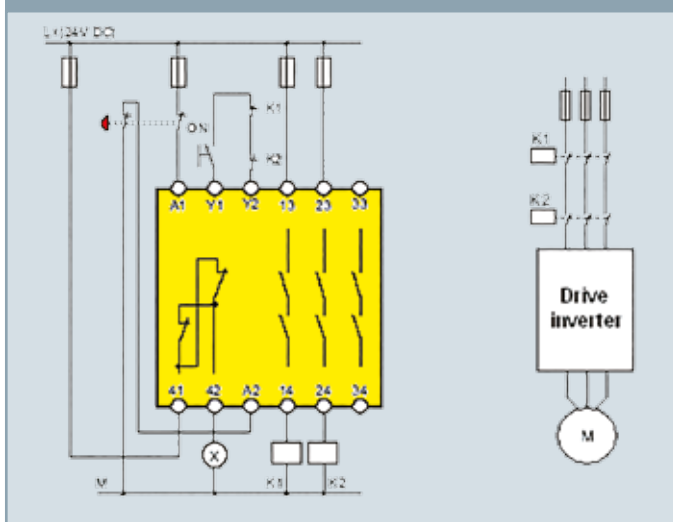 L+(24V DC)
K1
ON
K2
A1 Y1 Y2 13 23 33
41 42 A2 14 24 34
X
M K1 K2
K1
K2
Drive
inverter
M